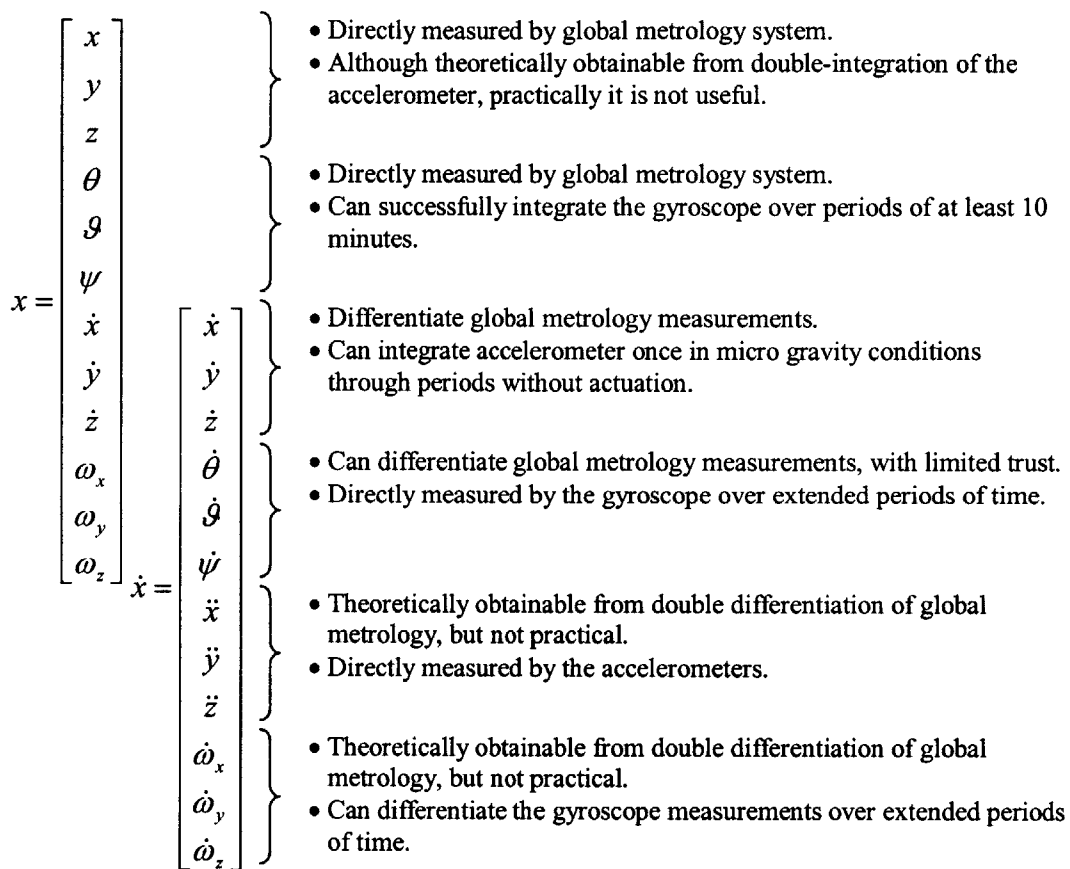 x
y
z
• Directly measured by global metrology system.
• Although theoretically obtainable from double-integration of the
accelerometer, practically it is not useful.
θ
ϑ
ψ
• Directly measured by global metrology system.
• Can successfully integrate the gyroscope over periods of at least 10
minutes.
x =
ẋ
ẏ
ż
ẋ
ẏ
ż
• Differentiate global metrology measurements.
• Can integrate accelerometer once in micro gravity conditions
through periods without actuation.
ω_x
ω_y
ω_z
θ̇
ϑ̇
ψ̇
• Can differentiate global metrology measurements, with limited trust.
• Directly measured by the gyroscope over extended periods of time.
ẋ =
ẍ
ÿ
z̈
• Theoretically obtainable from double differentiation of global
metrology, but not practical.
• Directly measured by the accelerometers.
ω̇_x
ω̇_y
ω̇_z
• Theoretically obtainable from double differentiation of global
metrology, but not practical.
• Can differentiate the gyroscope measurements over extended periods
of time.